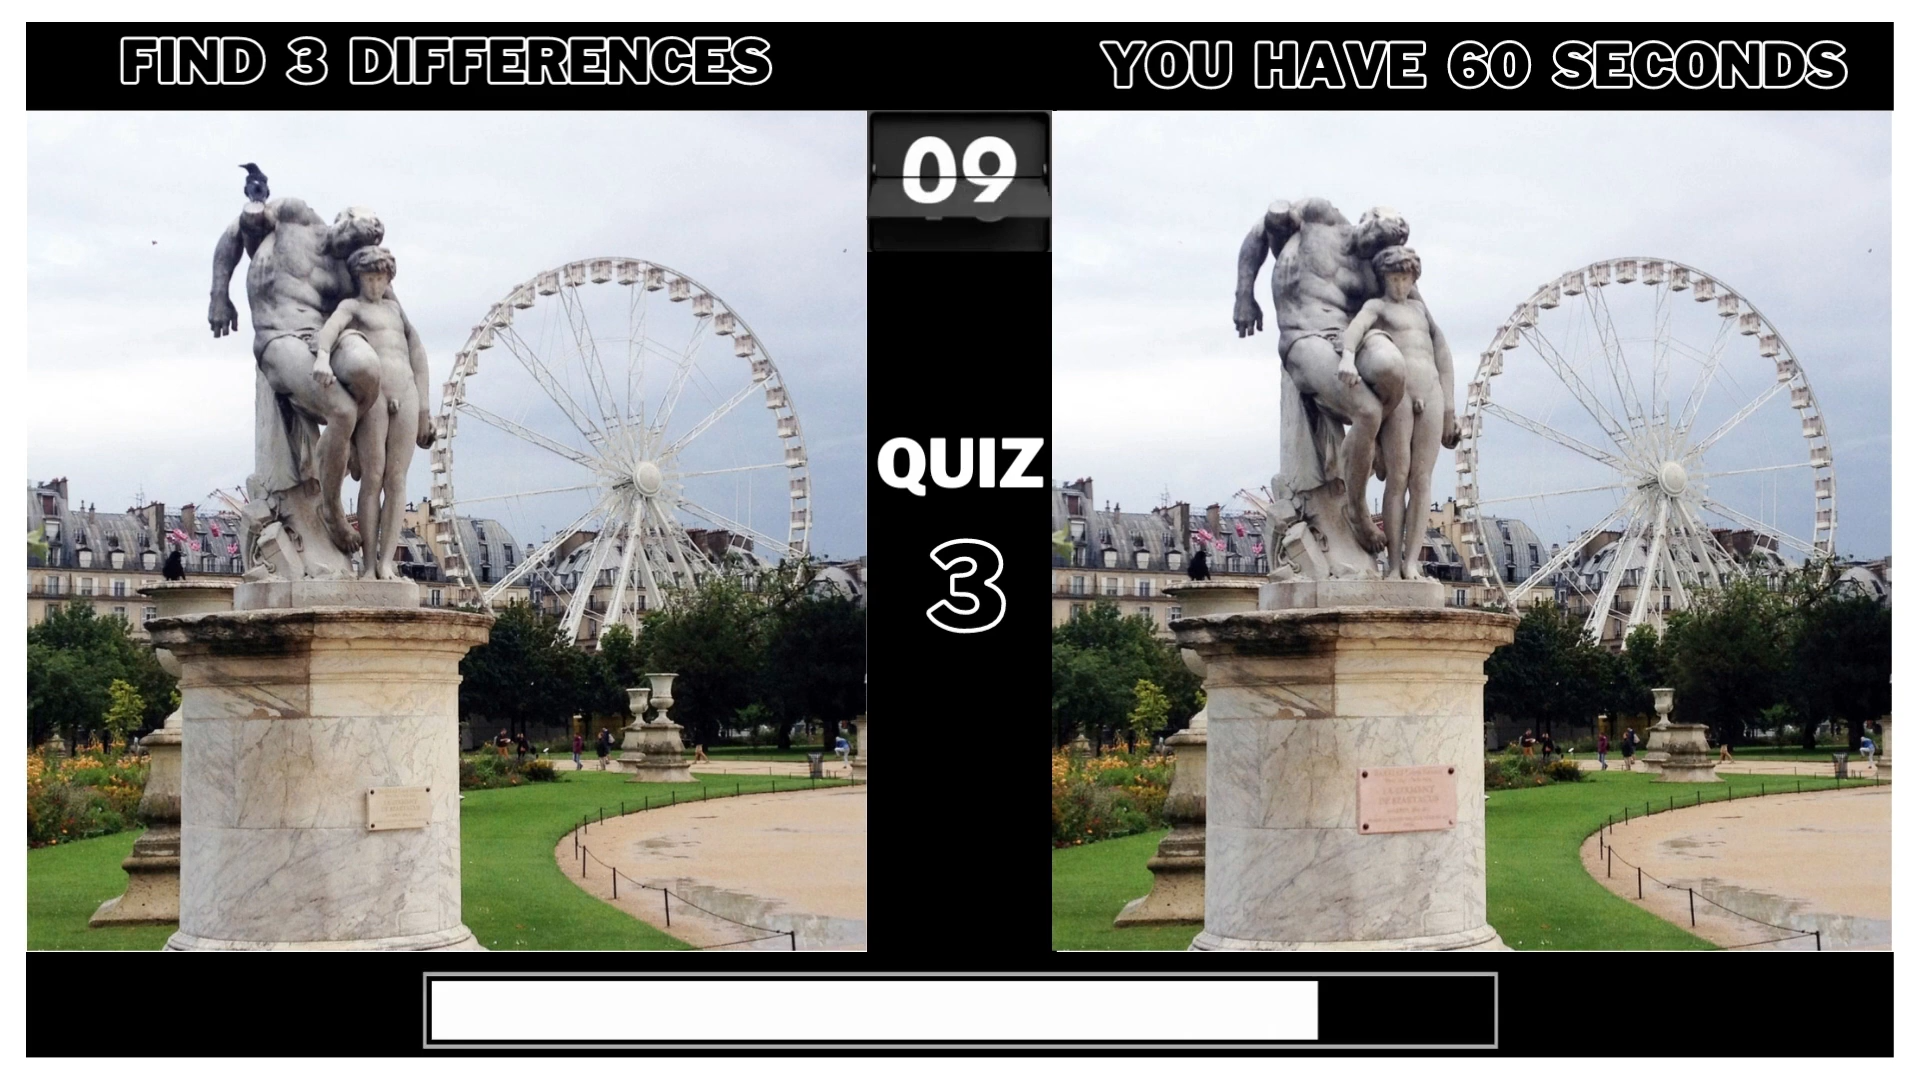 FIND 3 DIFFERENCES
YOU HAVE 60 SECONDS
09
QUIZ
3